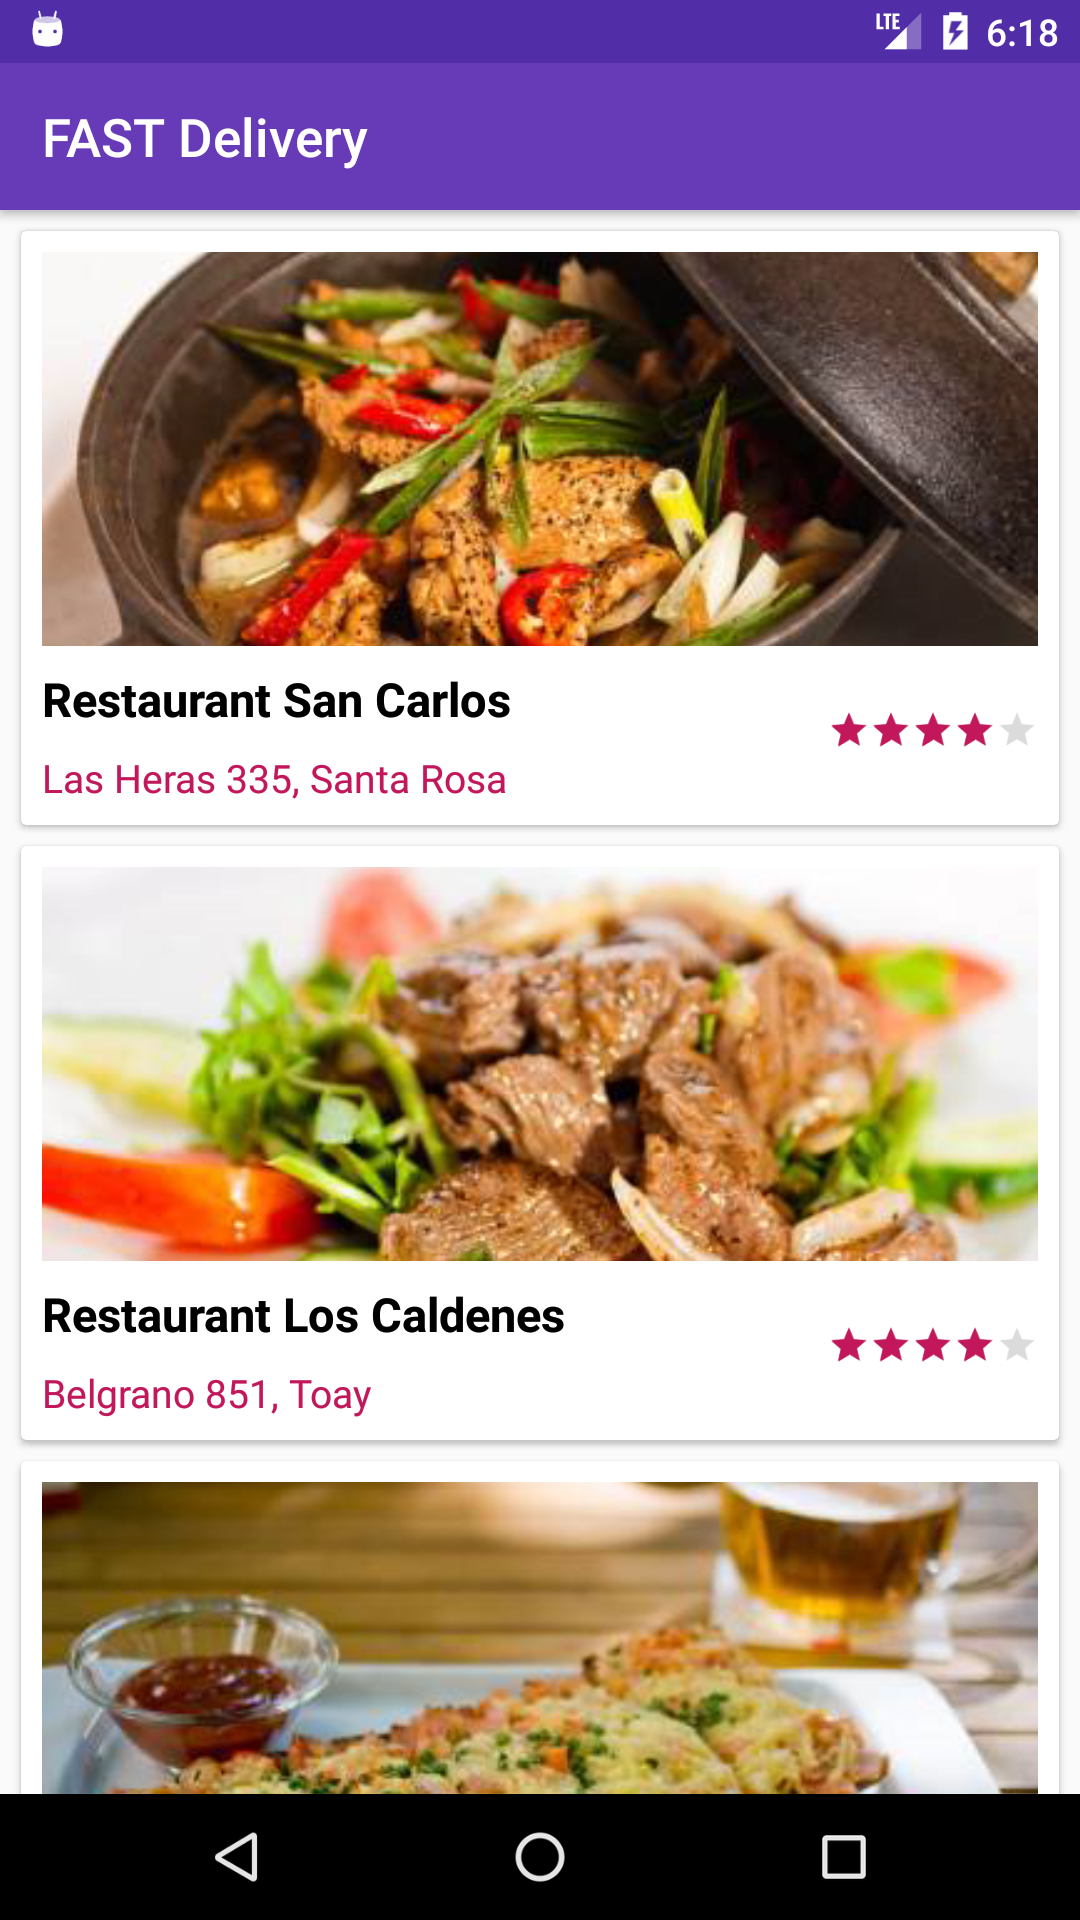 LTE 6:18
FAST Delivery
Restaurant San Carlos
Las Heras 335, Santa Rosa
Restaurant Los Caldenes
Belgrano 851, Toay